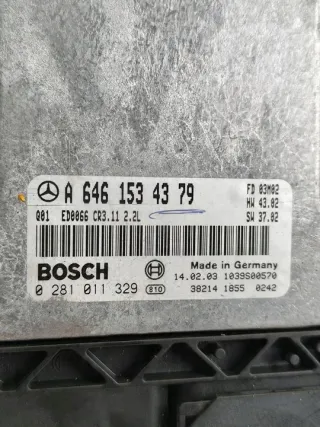 A 646 153 43 79 FD 03M02
HW 43.02
Q01 ED0066 CR3.11 2.2L SW 37.02
BOSCH Made in Germany
14.02.03 1039S00570
0 281 011 329 810 38214 1855 0242